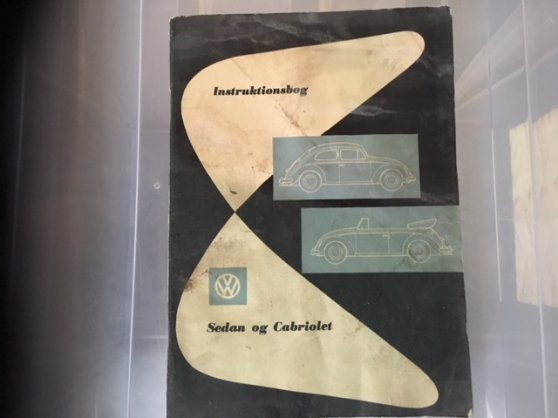 Instruktionsbog
VW
Sedan og Cabriolet